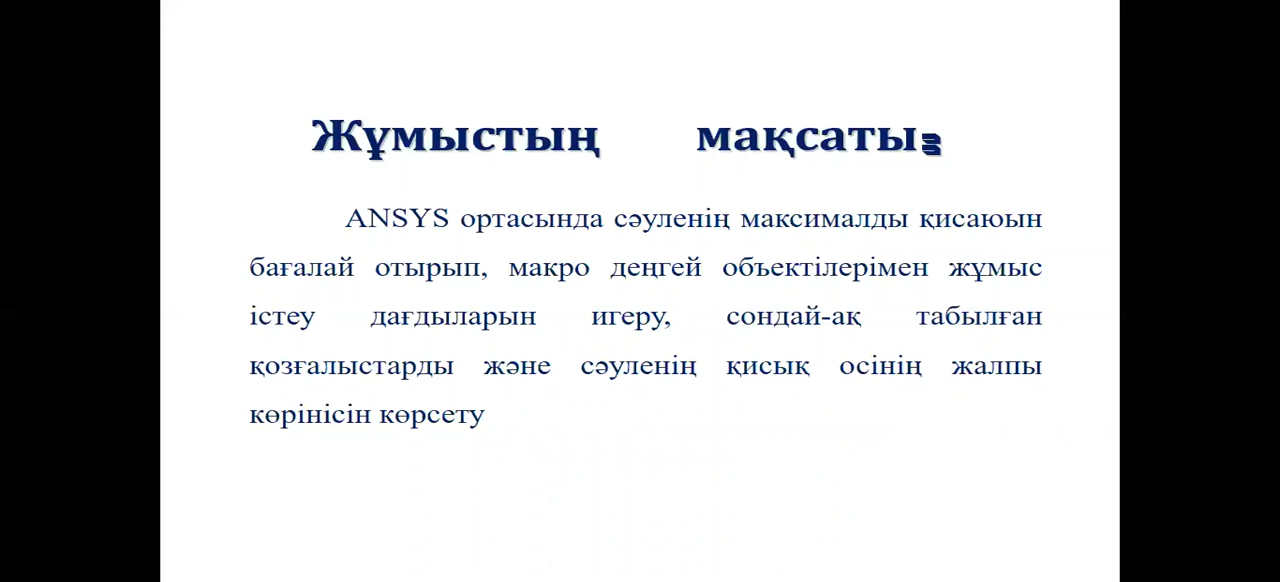 Жұмыстың мақсаты:
ANSYS ортасында сәуленің максималды қисаюын
бағалай отырып, макро деңгей объектілерімен жұмыс
істеу дағдыларын игеру, сондай-ақ табылған
қозғалыстарды және сәуленің қисық осінің жалпы
көрінісін көрсету